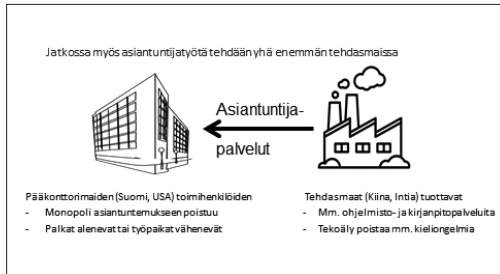 Jatkossa myös asiantuntijatyötä tehdään yhä enemmän tehdasmaissa
Asiantuntija-
palvelut
Pääkonttorimaiden (Suomi, USA) toimihenkilöiden
- Monopoli asiantuntemukseen poistuu
- Palkat alenevat tai työpaikat vähenevät
Tehdasmaat (Kiina, Intia) tuottavat
- Mm. ohjelmisto- ja kirjanpitopalveluita
- Tekoäly poistaa mm. kieliongelmia